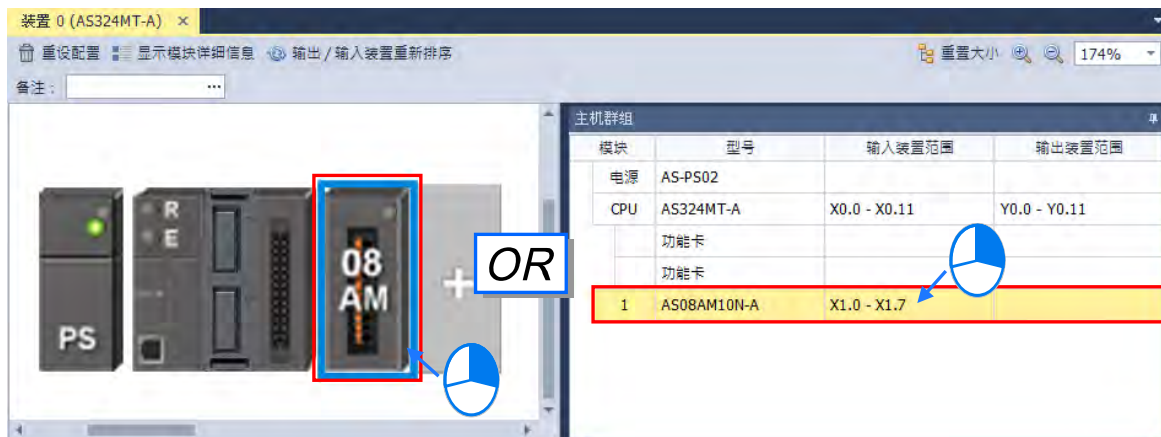 装置 0 (AS324MT-A) ×
重设配置 显示模块详细信息 输出/输入装置重新排序 重置大小 174%
备注: ...
主机群组
模块 型号 输入装置范围 输出装置范围
电源 AS-PS02
CPU AS324MT-A X0.0 - X0.11 Y0.0 - Y0.11
功能卡
功能卡
1 AS08AM10N-A X1.0 - X1.7
R
E
08
AM
+
PS
OR